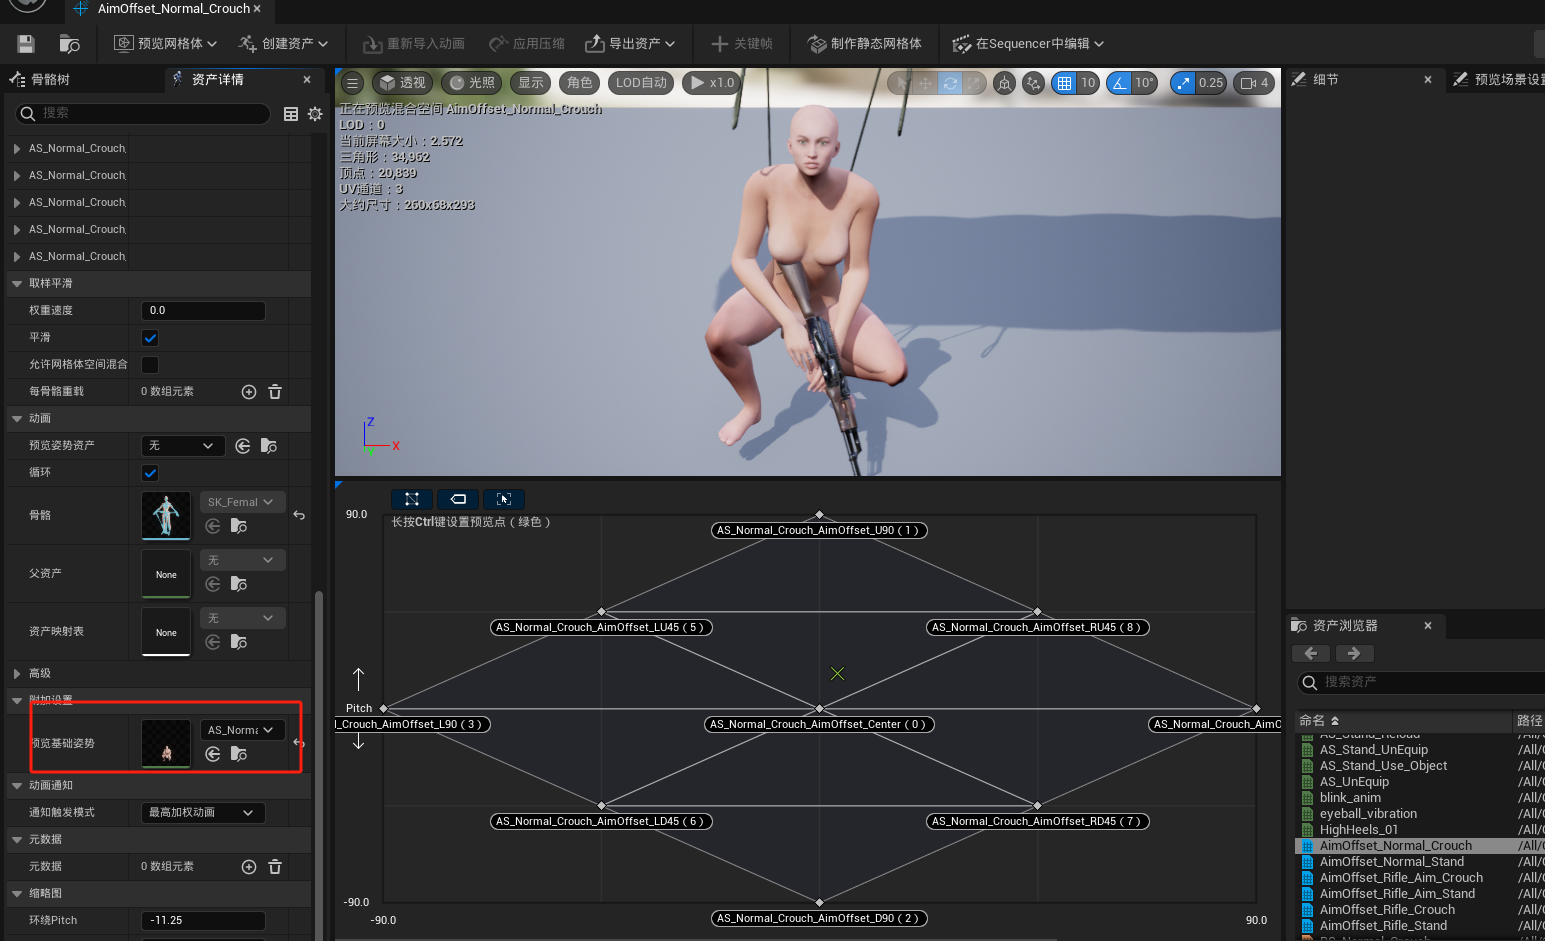 AimOffset_Normal_Crouch ×
预览网格体 创建资产 重新导入动画 应用压缩 导出资产 关键帧 制作静态网格体 在Sequencer中编辑
骨骼树 资产详情 ×
搜索
AS_Normal_Crouch_
AS_Normal_Crouch_
AS_Normal_Crouch_
AS_Normal_Crouch_
AS_Normal_Crouch_
取样平滑
权重速度 0.0
平滑
允许网格体空间混合
每骨骼重载 0 数组元素
动画
预览姿势资产 无
循环
骨骼 SK_Femal
父资产 None 无
资产映射表 None 无
高级
附加设置
预览基础姿势 AS_Norma
动画通知
通知触发模式 最高加权动画
元数据
元数据 0 数组元素
缩略图
环绕Pitch -11.25
透视 光照 显示 角色 LOD自动 x1.0 10 10° 0.25 4
正在预览混合空间 AimOffset_Normal_Crouch
LOD：0
当前屏幕大小：2.572
三角形：34,962
顶点：20,839
UV通道：3
大约尺寸：260x68x293
Z
X
Y
90.0
长按Ctrl键设置预览点（绿色）
AS_Normal_Crouch_AimOffset_U90（1）
AS_Normal_Crouch_AimOffset_LU45（5） AS_Normal_Crouch_AimOffset_RU45（8）
Pitch
_Crouch_AimOffset_L90（3） AS_Normal_Crouch_AimOffset_Center（0） AS_Normal_Crouch_AimO
AS_Normal_Crouch_AimOffset_LD45（6） AS_Normal_Crouch_AimOffset_RD45（7）
-90.0
-90.0 AS_Normal_Crouch_AimOffset_D90（2） 90.0
细节 × 预览场景设
资产浏览器 ×
搜索资产
命名 路径
AS_Stand_Reload /All/
AS_Stand_UnEquip /All/
AS_Stand_Use_Object /All/
AS_UnEquip /All/
blink_anim /All/
eyeball_vibration /All/
HighHeels_01 /All/
AimOffset_Normal_Crouch /All/
AimOffset_Normal_Stand /All/
AimOffset_Rifle_Aim_Crouch /All/
AimOffset_Rifle_Aim_Stand /All/
AimOffset_Rifle_Crouch /All/
AimOffset_Rifle_Stand /All/